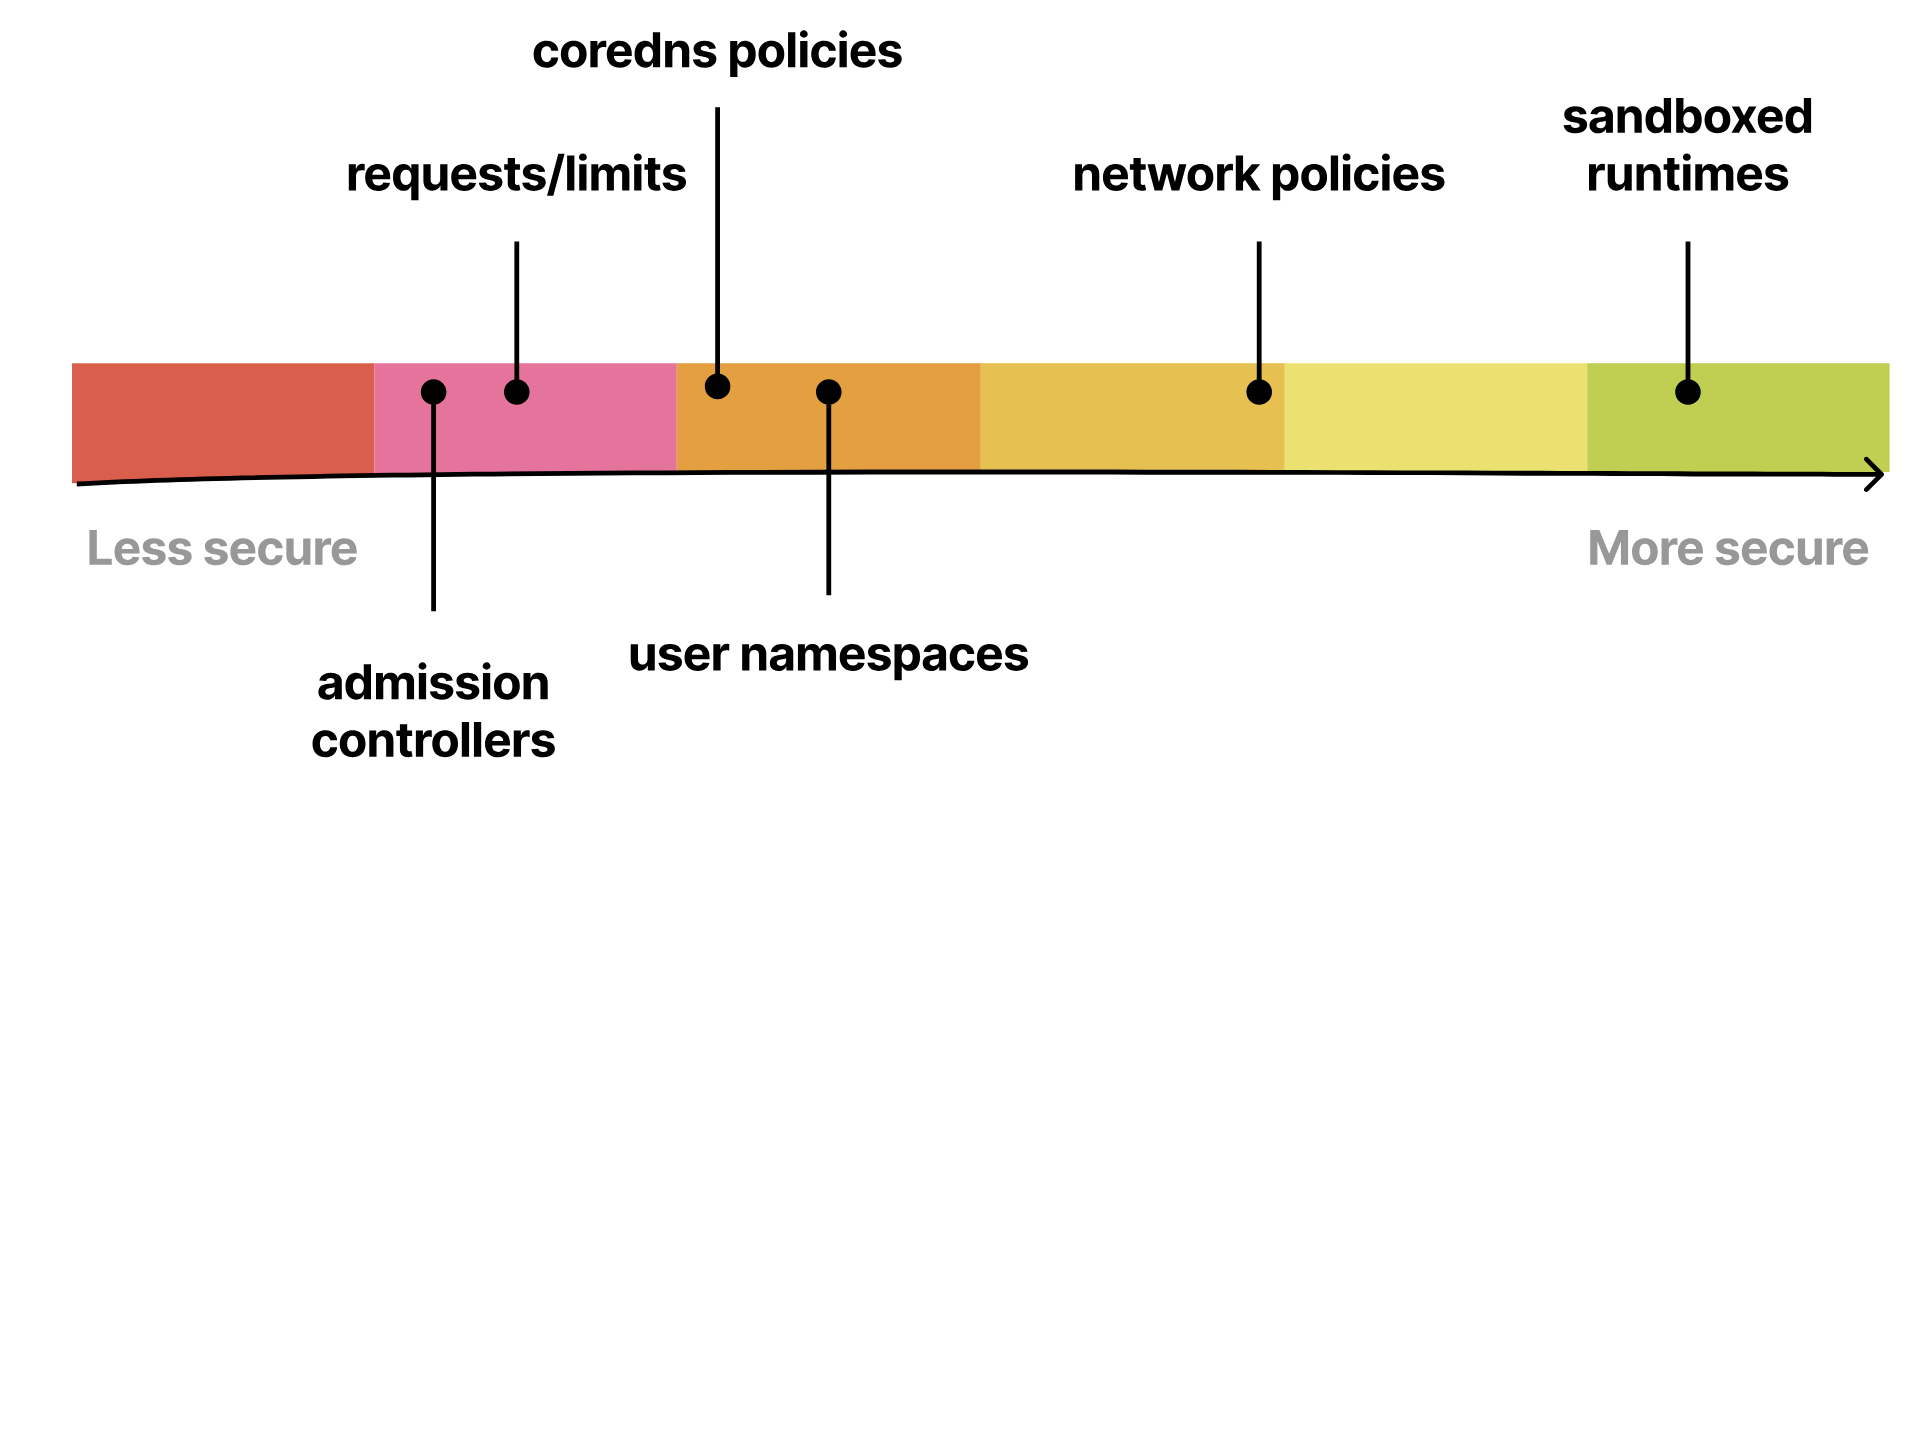 coredns policies
requests/limits
network policies
sandboxed
runtimes
Less secure
More secure
admission
controllers
user namespaces